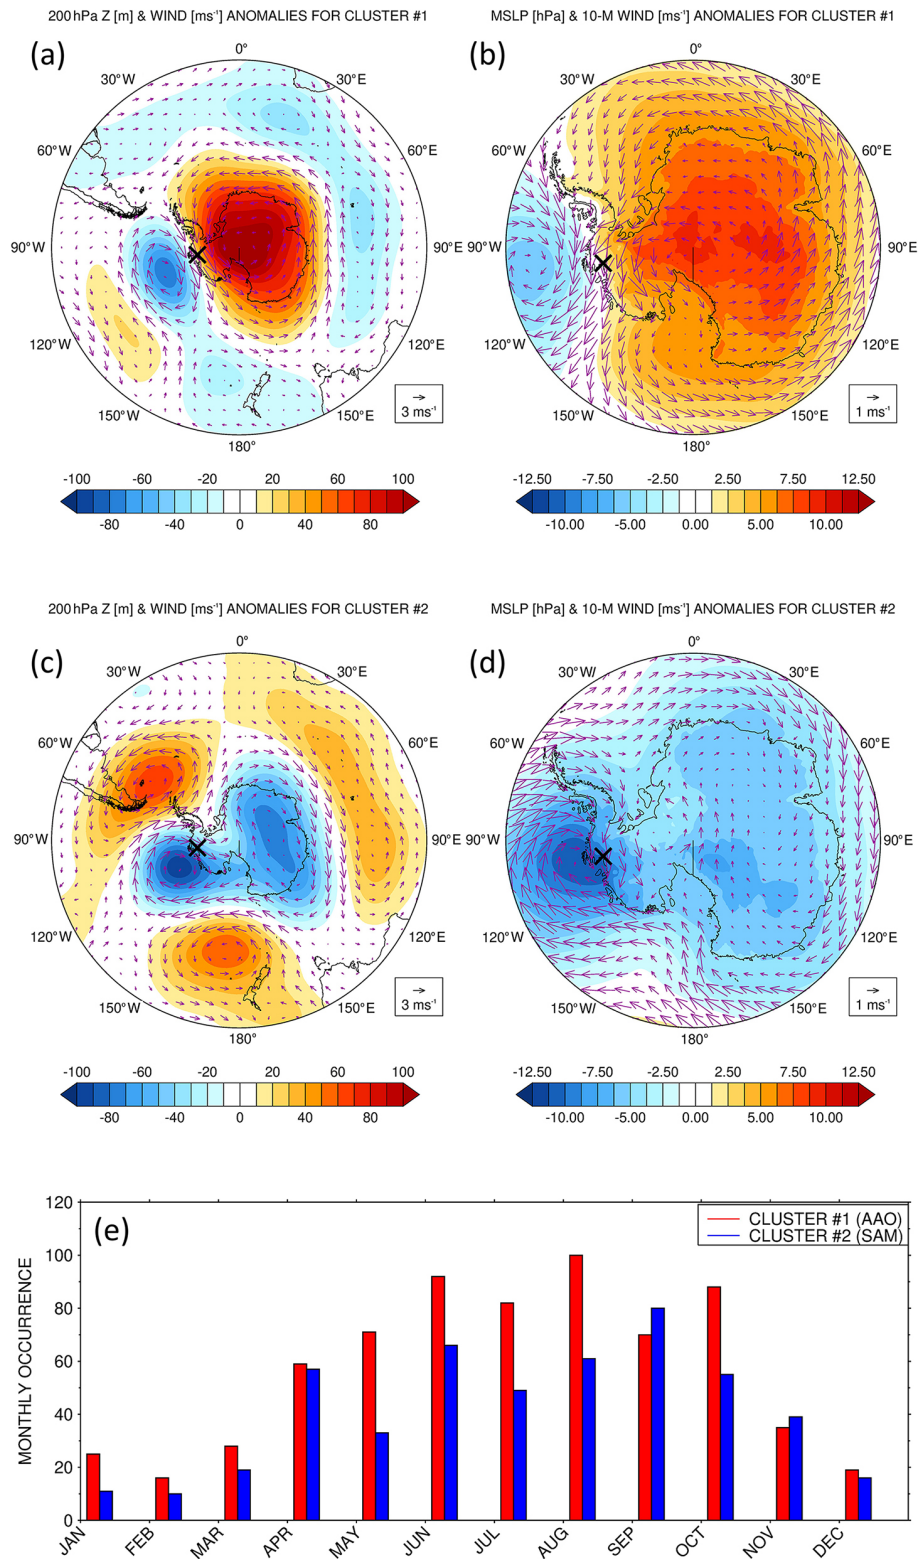 200 hPa Z [m] & WIND [ms⁻¹] ANOMALIES FOR CLUSTER #1
(a)
0°
30°W
30°E
60°W
60°E
90°W
90°E
120°W
120°E
150°W
150°E
180°
3 ms⁻¹
-100 -60 -20 20 60 100
-80 -40 0 40 80
MSLP [hPa] & 10-M WIND [ms⁻¹] ANOMALIES FOR CLUSTER #1
(b)
0°
30°W
30°E
60°W
60°E
90°W
90°E
120°W
120°E
150°W
150°E
180°
1 ms⁻¹
-12.50 -7.50 -2.50 2.50 7.50 12.50
-10.00 -5.00 0.00 5.00 10.00
200 hPa Z [m] & WIND [ms⁻¹] ANOMALIES FOR CLUSTER #2
(c)
0°
30°W
30°E
60°W
60°E
90°W
90°E
120°W
120°E
150°W
150°E
180°
3 ms⁻¹
-100 -60 -20 20 60 100
-80 -40 0 40 80
MSLP [hPa] & 10-M WIND [ms⁻¹] ANOMALIES FOR CLUSTER #2
(d)
0°
30°W
30°E
60°W
60°E
90°W
90°E
120°W
120°E
150°W
150°E
180°
1 ms⁻¹
-12.50 -7.50 -2.50 2.50 7.50 12.50
-10.00 -5.00 0.00 5.00 10.00
(e)
MONTHLY OCCURRENCE
120
100
80
60
40
20
0
CLUSTER #1 (AAO)
CLUSTER #2 (SAM)
JAN FEB MAR APR MAY JUN JUL AUG SEP OCT NOV DEC